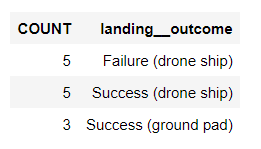 COUNT landing__outcome
5 Failure (drone ship)
5 Success (drone ship)
3 Success (ground pad)